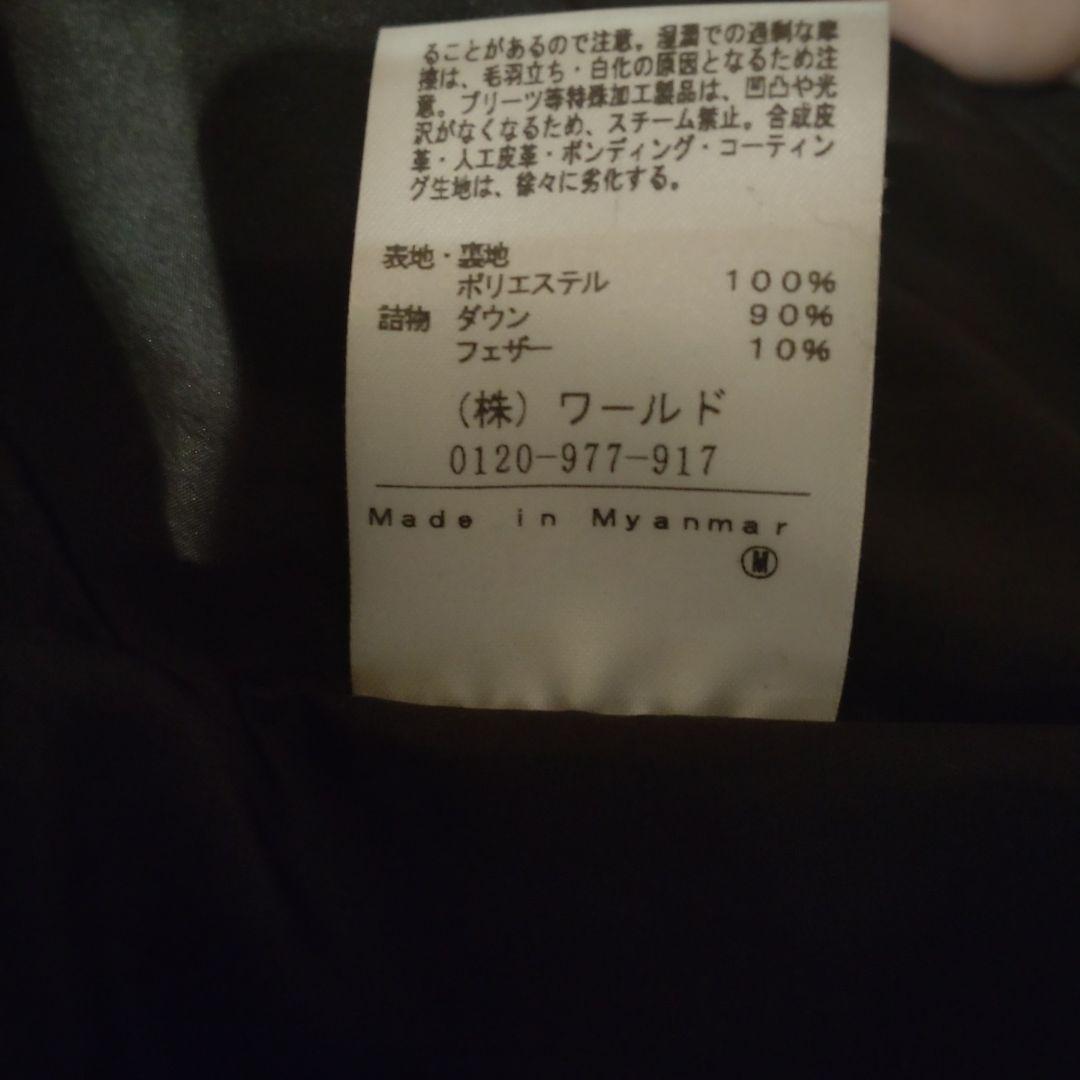 ることがあるので注意。湿潤での過剰な摩
擦は、毛羽立ち・白化の原因となるため注
意。プリーツ等特殊加工製品は、凹凸や光
沢がなくなるため、スチーム禁止。合成皮
革・人工皮革・ボンディング・コーティン
グ生地は、徐々に劣化する。
表地・裏地
ポリエステル 100%
詰物 ダウン 90%
フェザー 10%
(株) ワールド
0120-977-917
Made in Myanmar
Ⓜ